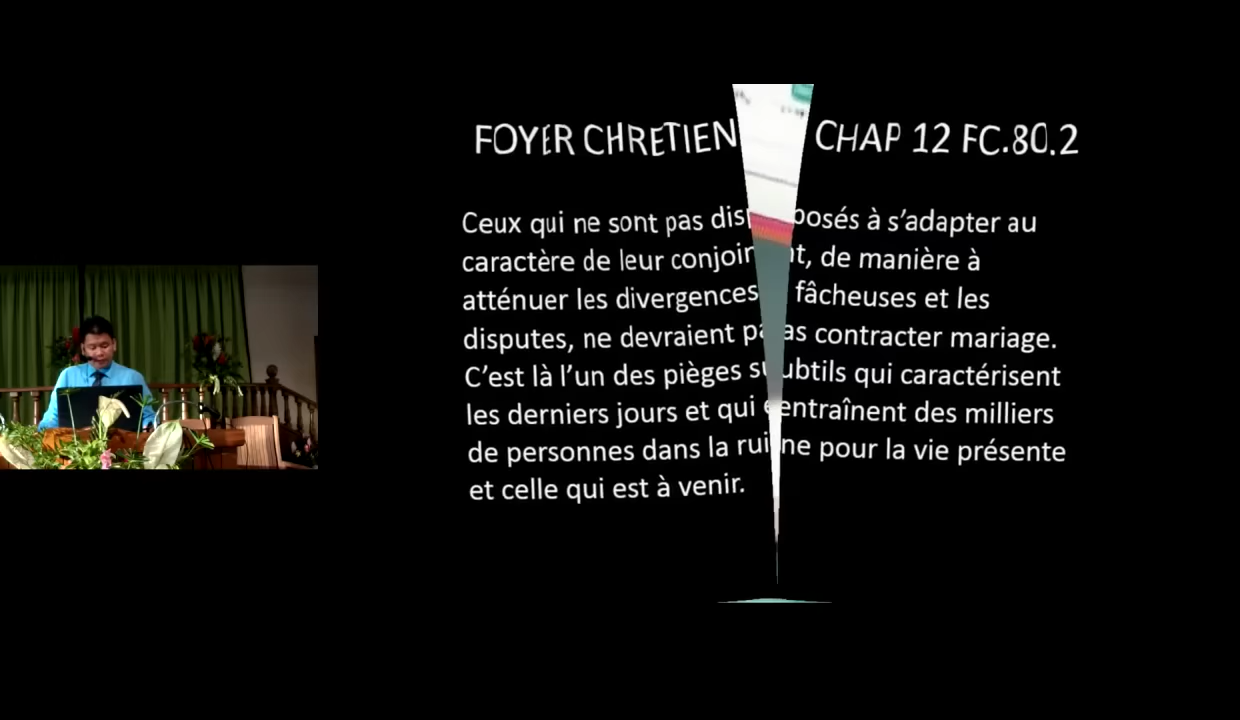 FOYER CHRETIEN CHAP 12 FC.80.2
Ceux qui ne sont pas disposés à s'adapter au
caractère de leur conjoint, de manière à
atténuer les divergences fâcheuses et les
disputes, ne devraient pas contracter mariage.
C'est là l'un des pièges subtils qui caractérisent
les derniers jours et qui entraînent des milliers
de personnes dans la ruine pour la vie présente
et celle qui est à venir.